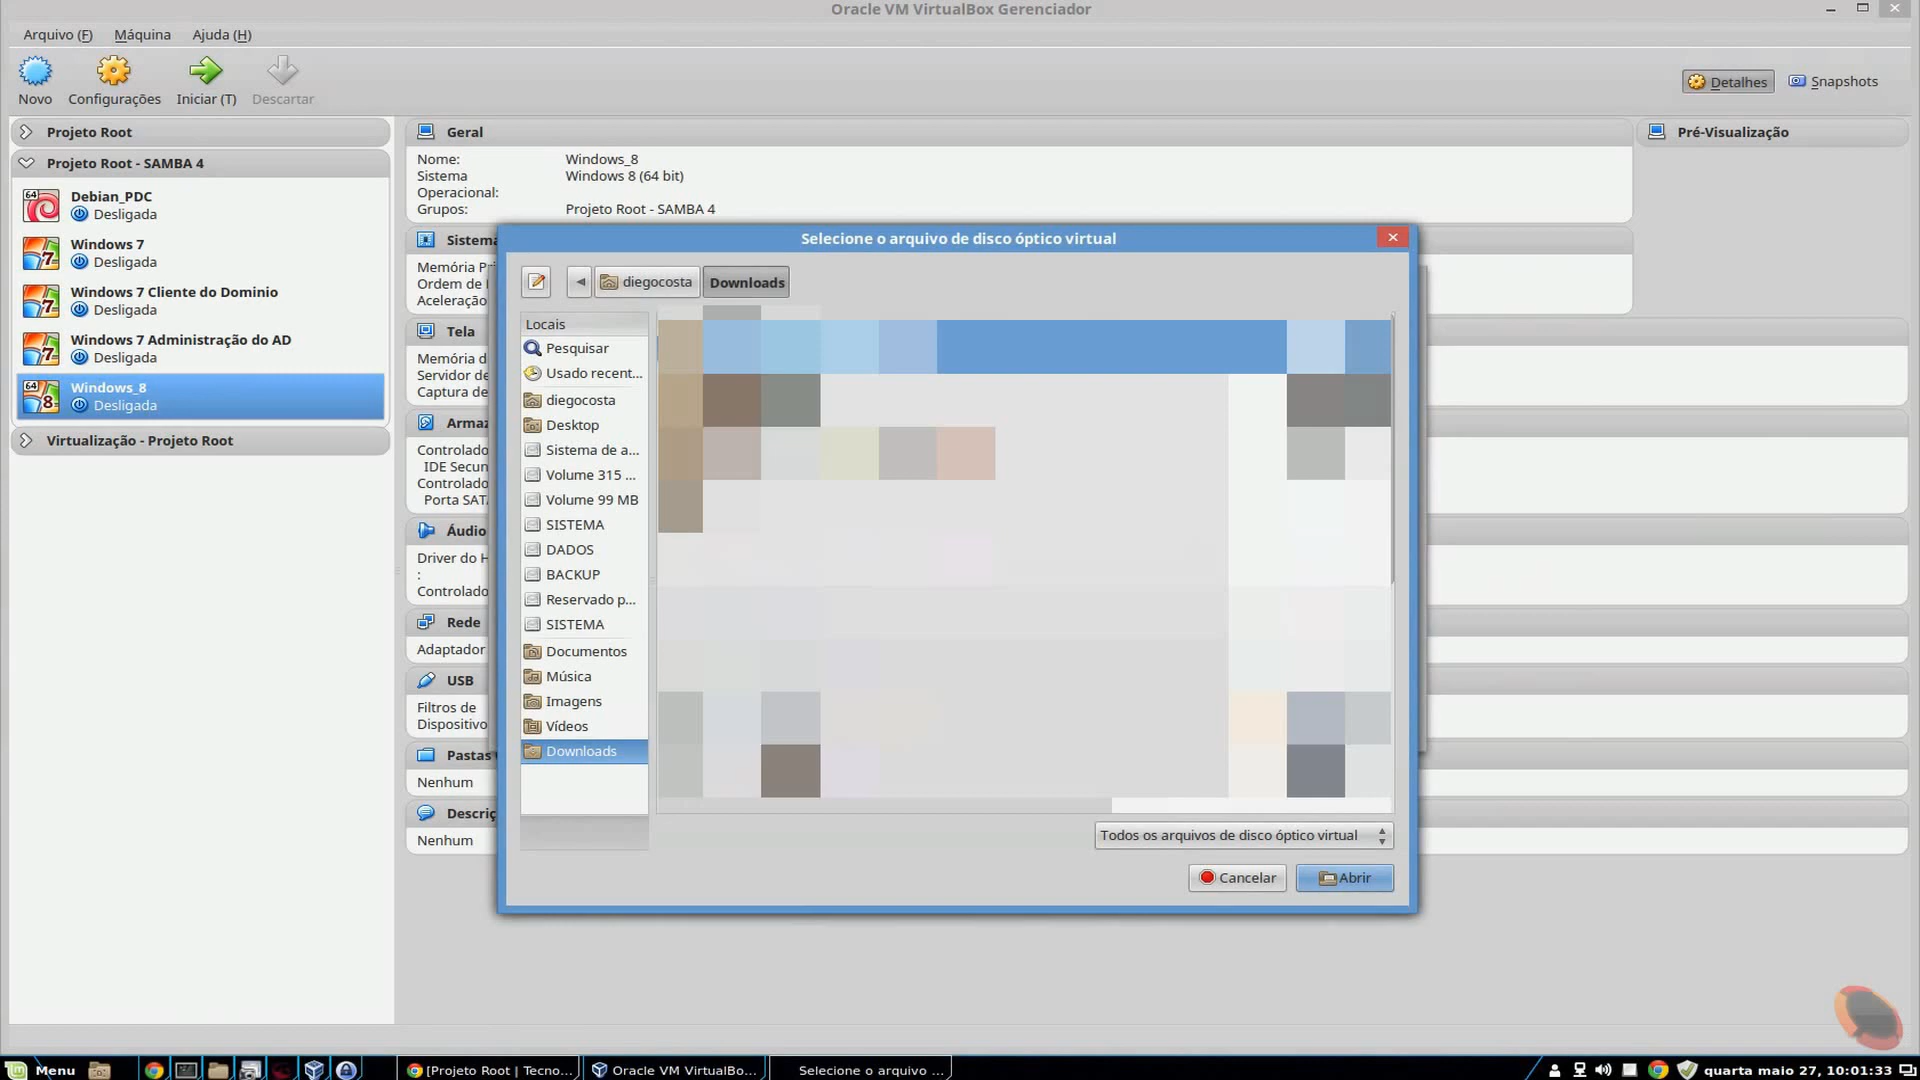 Oracle VM VirtualBox Gerenciador
Arquivo (F) Máquina Ajuda (H)
Novo Configurações Iniciar (T) Descartar
Detalhes Snapshots
Projeto Root
Projeto Root - SAMBA 4
Debian_PDC
Desligada
Windows 7
Desligada
Windows 7 Cliente do Dominio
Desligada
Windows 7 Administração do AD
Desligada
Windows_8
Desligada
Virtualização - Projeto Root
Geral
Nome: Windows_8
Sistema Windows 8 (64 bit)
Operacional:
Grupos: Projeto Root - SAMBA 4
Pré-Visualização
Sistema
Memória Pr
Ordem de
Aceleração
Tela
Memória d
Servidor de
Captura de
Armaz
Controlado
IDE Secun
Controlado
Porta SAT
Áudio
Driver do H
:
Controlado
Rede
Adaptador
USB
Filtros de
Dispositivo
Pastas
Nenhum
Descriç
Nenhum
Selecione o arquivo de disco óptico virtual
diegocosta Downloads
Locais
Pesquisar
Usado recent...
diegocosta
Desktop
Sistema de a...
Volume 315 ...
Volume 99 MB
SISTEMA
DADOS
BACKUP
Reservado p...
SISTEMA
Documentos
Música
Imagens
Vídeos
Downloads
Todos os arquivos de disco óptico virtual
Cancelar Abrir
Menu [Projeto Root | Tecno... Oracle VM VirtualBo... Selecione o arquivo ... quarta maio 27, 10:01:33